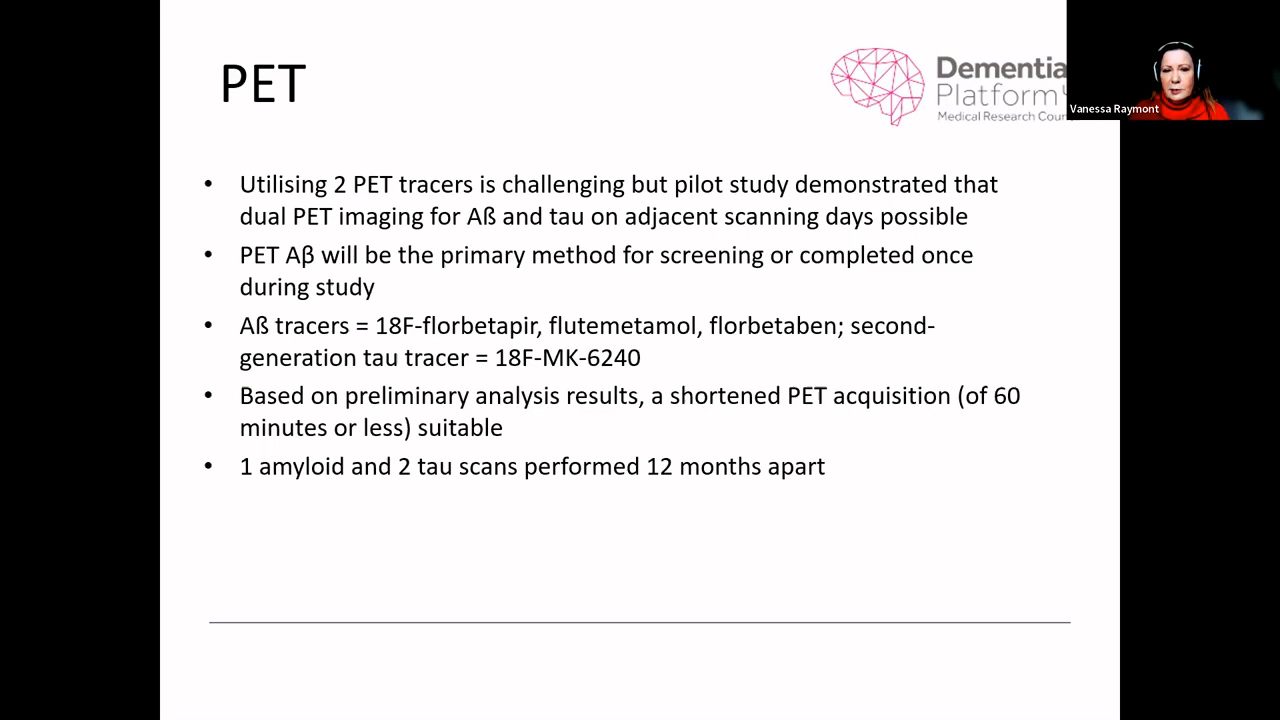 PET
Dementia
Platform
Medical Research Coun
Vanessa Raymont
• Utilising 2 PET tracers is challenging but pilot study demonstrated that
dual PET imaging for Aß and tau on adjacent scanning days possible
• PET Aβ will be the primary method for screening or completed once
during study
• Aß tracers = 18F-florbetapir, flutemetamol, florbetaben; second-
generation tau tracer = 18F-MK-6240
• Based on preliminary analysis results, a shortened PET acquisition (of 60
minutes or less) suitable
• 1 amyloid and 2 tau scans performed 12 months apart